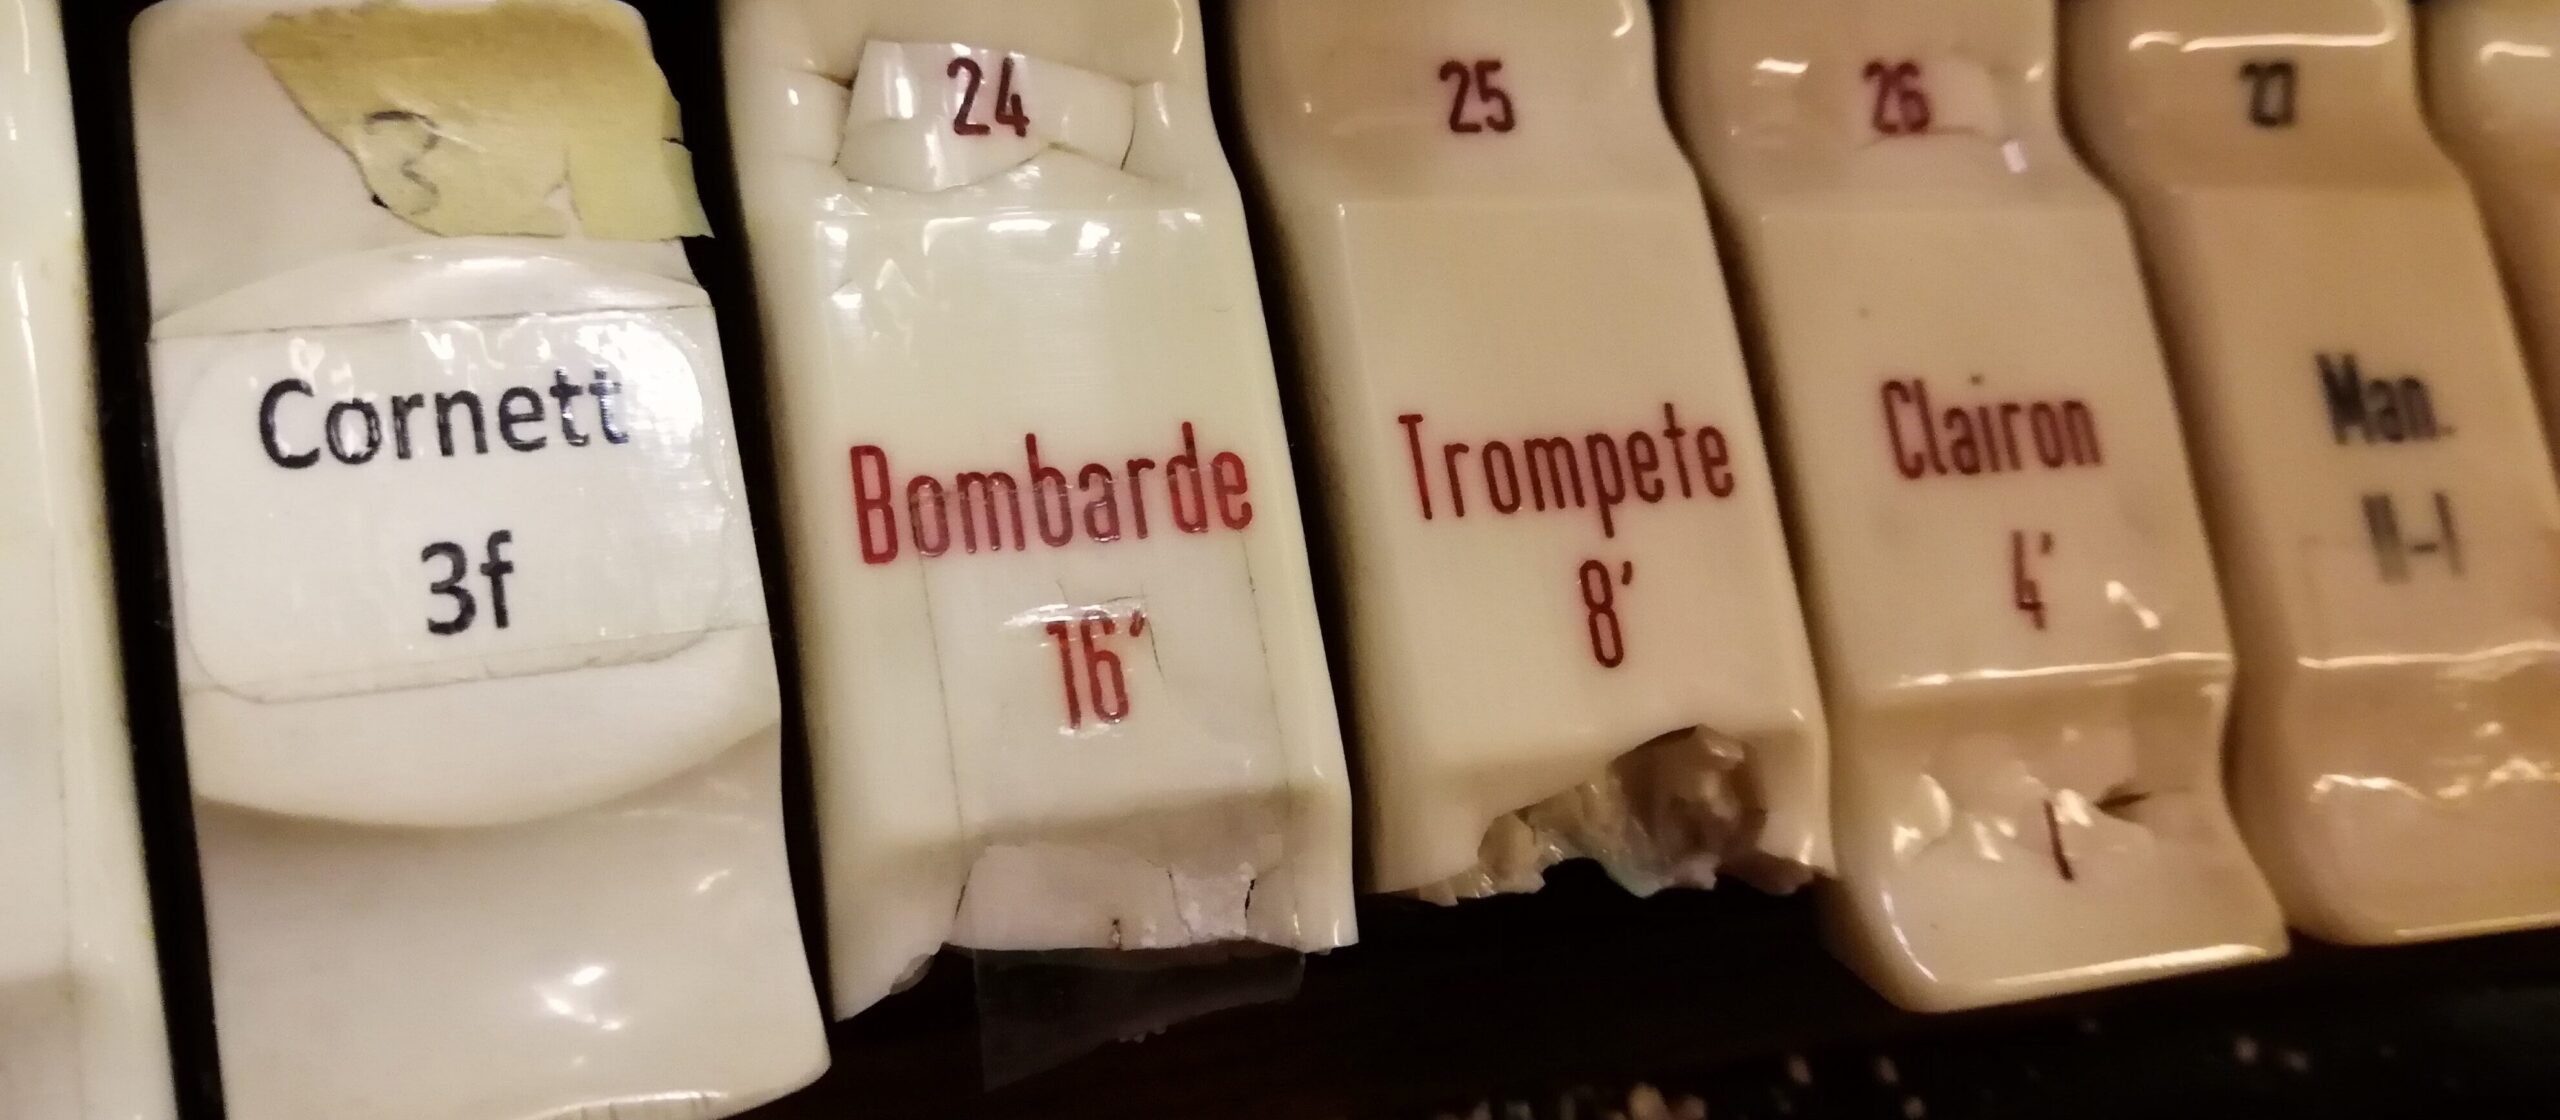 3
Cornett
3f
24
Bombarde
16'
25
Trompete
8'
26
Clairon
4'
27
Man.
II–I